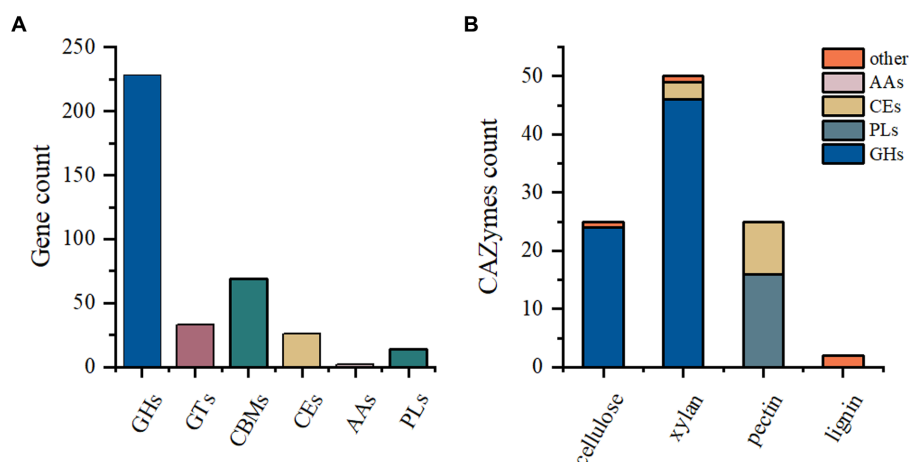 A
Gene count
250
200
150
100
50
0
GHs
GTs
CBMs
CEs
AAs
PLs
B
CAZymes count
50
40
30
20
10
0
cellulose
xylan
pectin
lignin
other
AAs
CEs
PLs
GHs